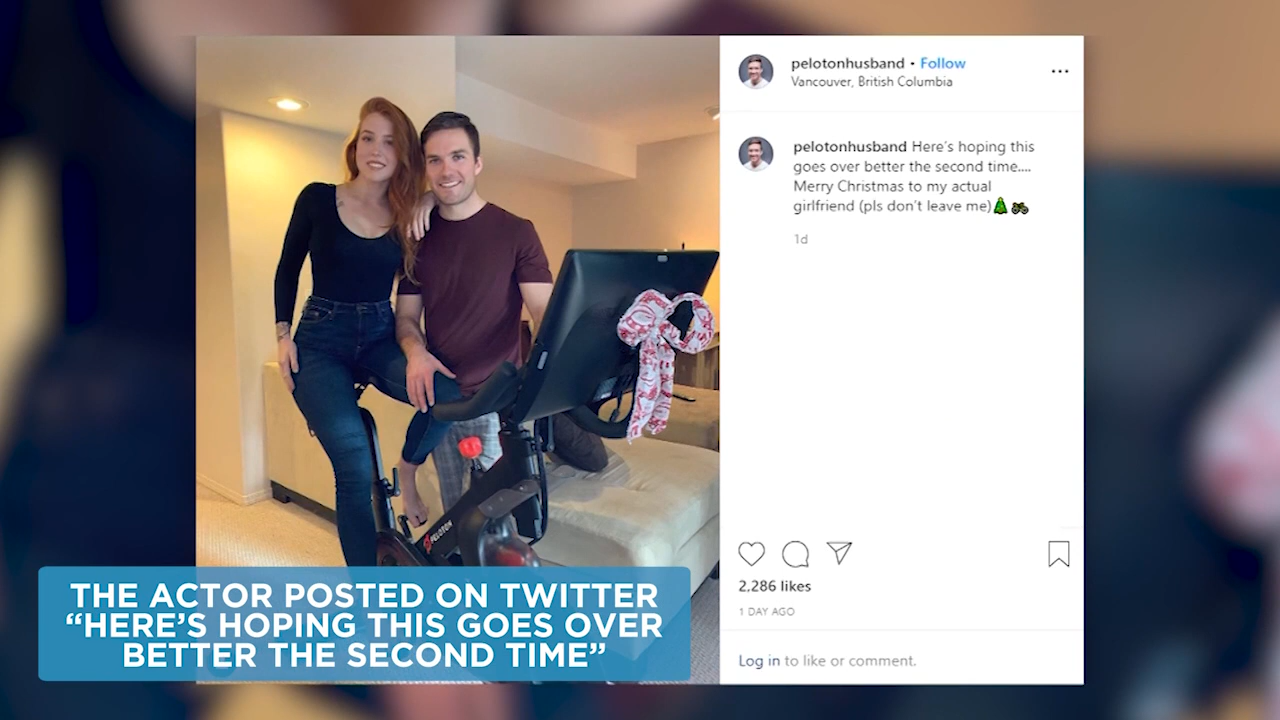 pelotonhusband • Follow
Vancouver, British Columbia
pelotonhusband Here's hoping this
goes over better the second time....
Merry Christmas to my actual
girlfriend (pls don't leave me)🎄🚲
1d
PELOTON
2,286 likes
1 DAY AGO
Log in to like or comment.
THE ACTOR POSTED ON TWITTER
“HERE’S HOPING THIS GOES OVER
BETTER THE SECOND TIME”